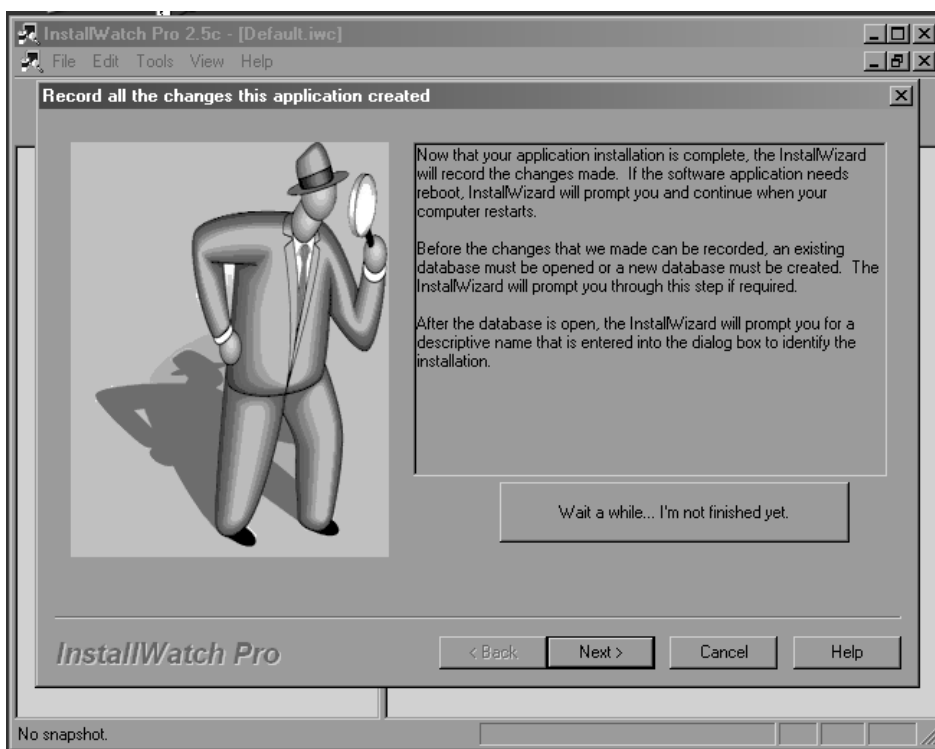 InstallWatch Pro 2.5c - [Default.iwc]
File Edit Tools View Help
Record all the changes this application created
Now that your application installation is complete, the InstallWizard
will record the changes made. If the software application needs
reboot, InstallWizard will prompt you and continue when your
computer restarts.
Before the changes that we made can be recorded, an existing
database must be opened or a new database must be created. The
InstallWizard will prompt you through this step if required.
After the database is open, the InstallWizard will prompt you for a
descriptive name that is entered into the dialog box to identify the
installation.
Wait a while... I'm not finished yet.
InstallWatch Pro
< Back Next > Cancel Help
No snapshot.